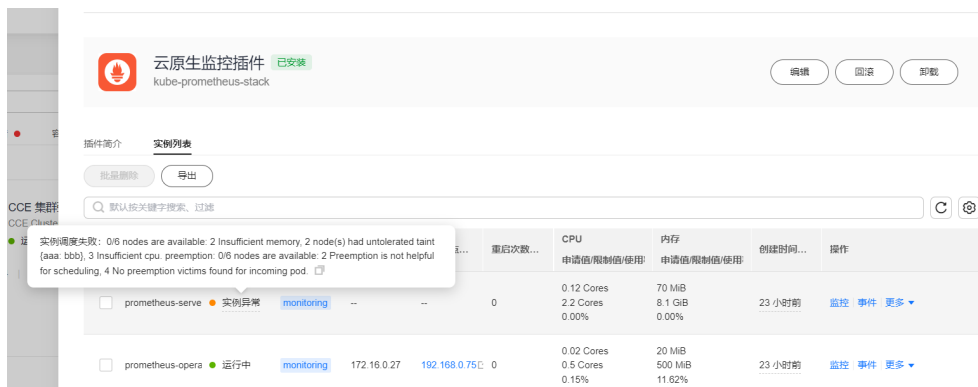 云原生监控插件 已安装
kube-prometheus-stack
编辑 回滚 卸载
插件简介 实例列表
批量删除 导出
默认按关键字搜索、过滤
CCE 集群
CCE Cluste
实例调度失败：0/6 nodes are available: 2 Insufficient memory, 2 node(s) had untolerated taint
{aaa: bbb}, 3 Insufficient cpu. preemption: 0/6 nodes are available: 2 Preemption is not helpful
for scheduling, 4 No preemption victims found for incoming pod.
重启次数... CPU 内存 创建时间... 操作
申请值/限制值/使用 申请值/限制值/使用
prometheus-serve 实例异常 monitoring -- -- 0 0.12 Cores 70 MiB 23 小时前 监控 事件 更多
2.2 Cores 8.1 GiB
0.00% 0.00%
prometheus-opera 运行中 monitoring 172.16.0.27 192.168.0.75 0 0.02 Cores 20 MiB 23 小时前 监控 事件 更多
0.5 Cores 500 MiB
0.15% 11.62%